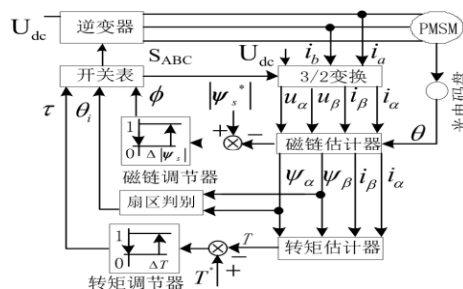 U_dc 逆变器 PMSM
S_ABC U_dc i_b i_a
开关表 3/2变换
τ θ_i φ |ψ_s*| u_α u_β i_β i_α θ
1 0 Δ|ψ_s| + − 磁链估计器
磁链调节器 ψ_α ψ_β i_β i_α
扇区判别
1 0 ΔT T − + 转矩估计器
转矩调节器 T*
光电码盘